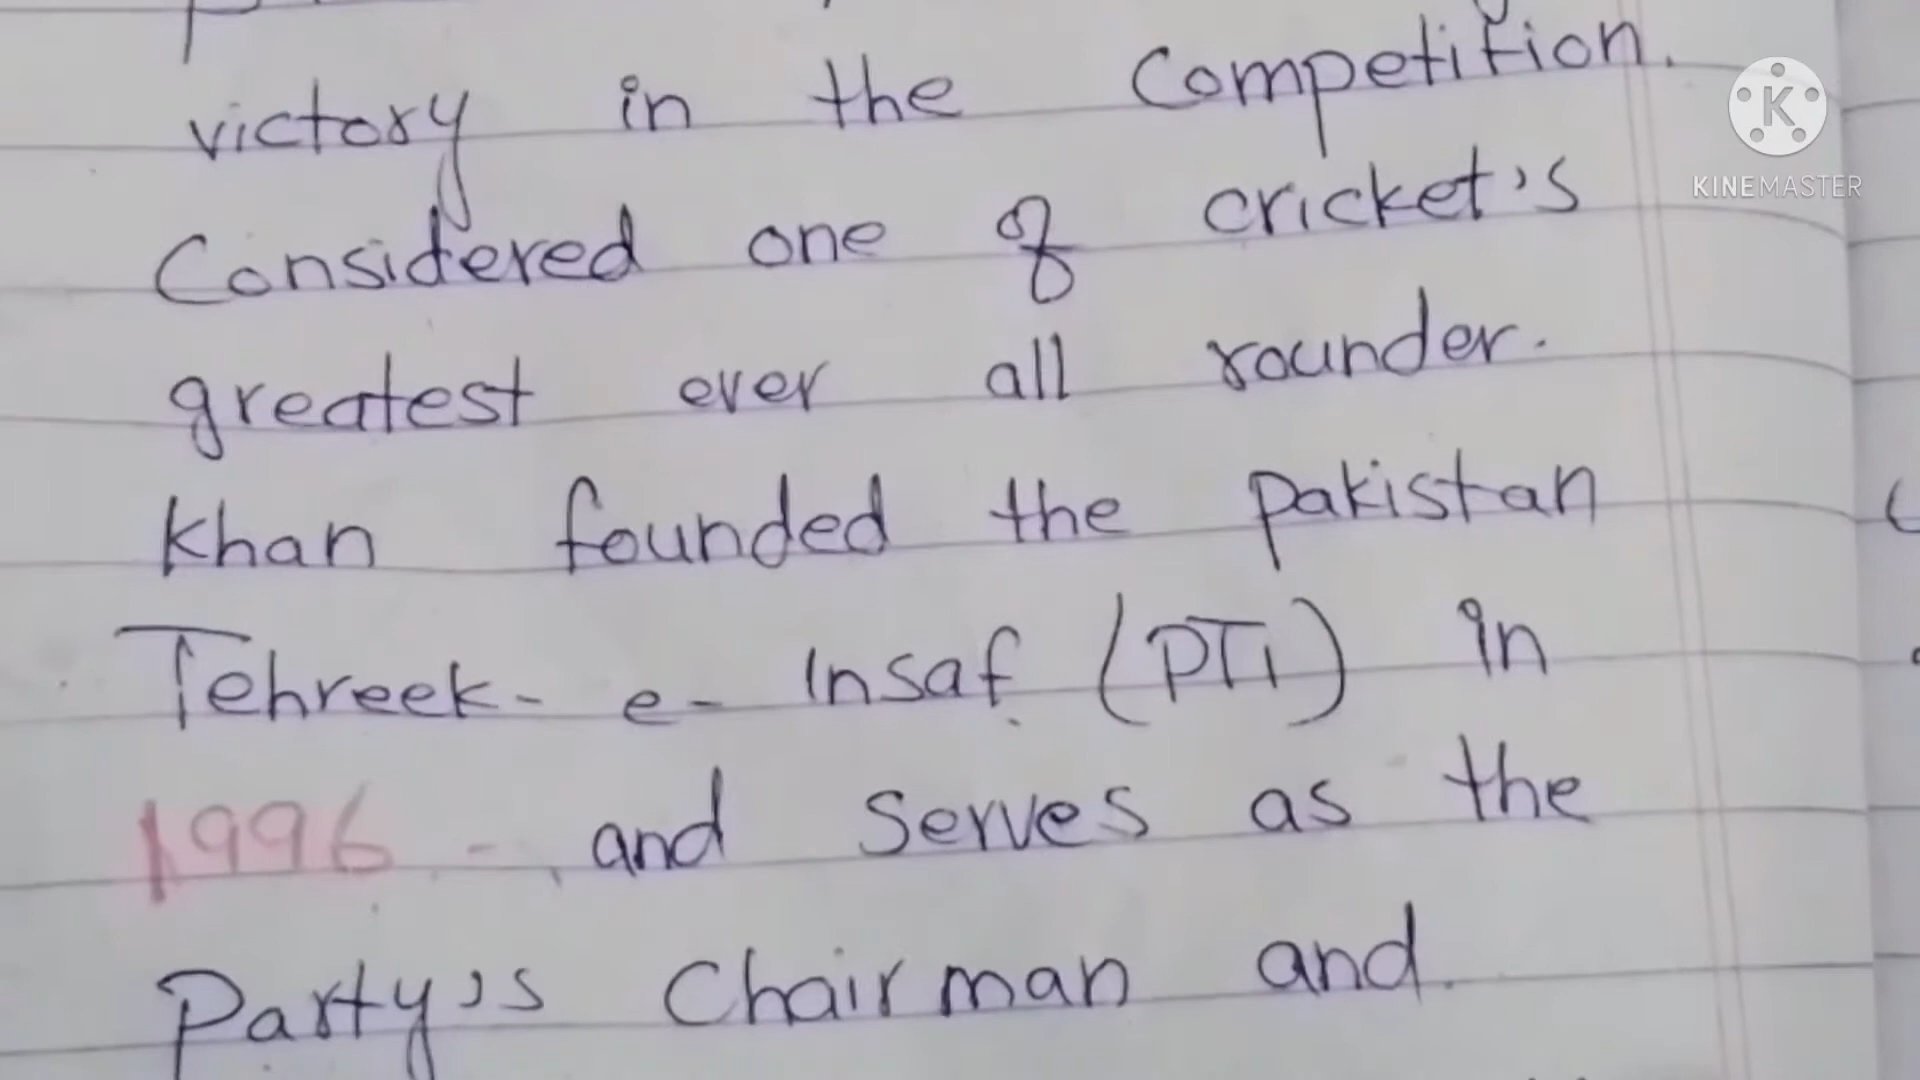 victory in the Competition.
Considered one of cricket's
greatest ever all rounder.
Khan founded the pakistan
Tehreek- e- Insaf (PTI) in
1996 and serves as the
Party's Chairman and
K
KINEMASTER